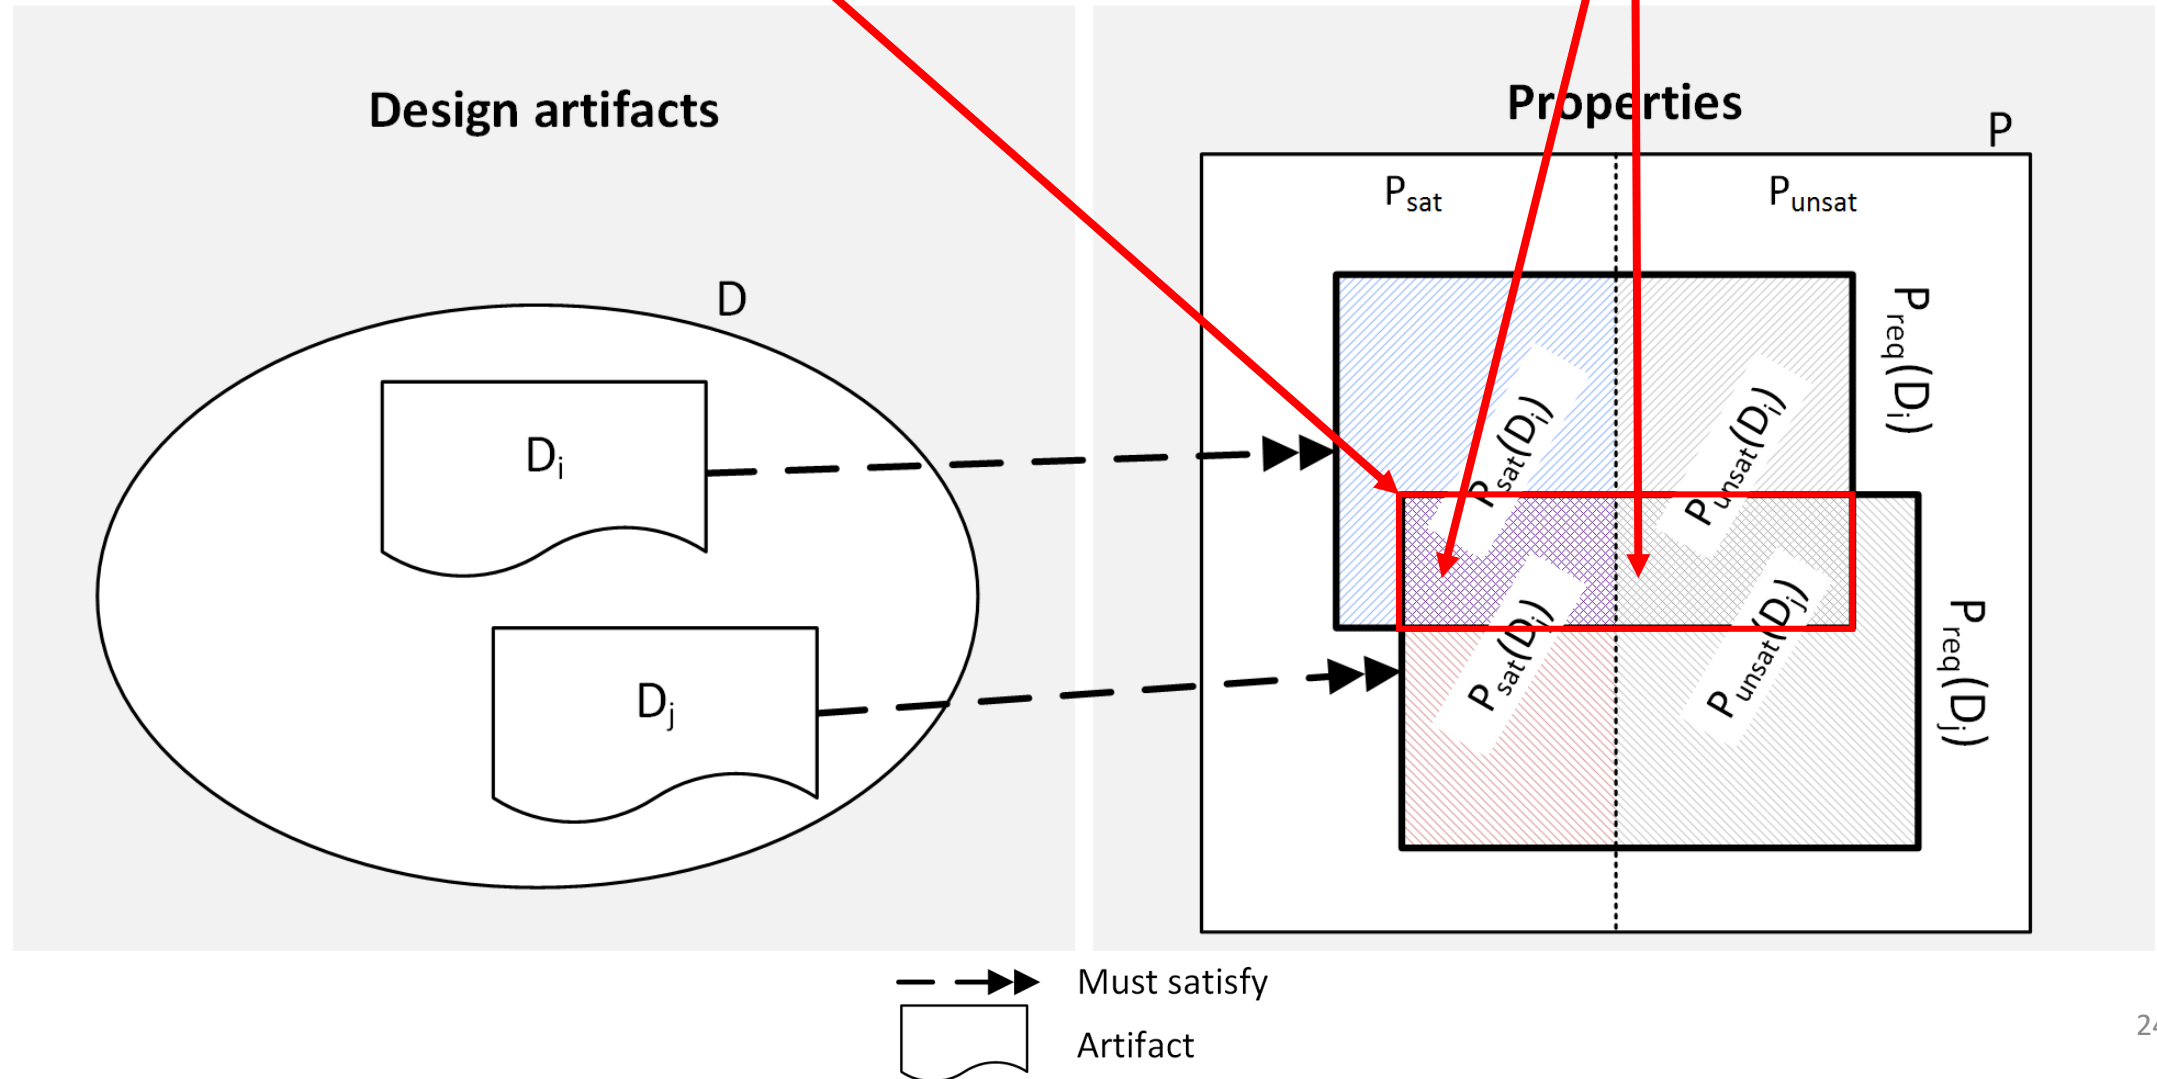 Design artifacts
Properties
P
Psat
Punsat
D
Di
Dj
Psat(Di)
Punsat(Di)
Psat(Dj)
Punsat(Dj)
Preq(Di)
Preq(Dj)
Must satisfy
Artifact